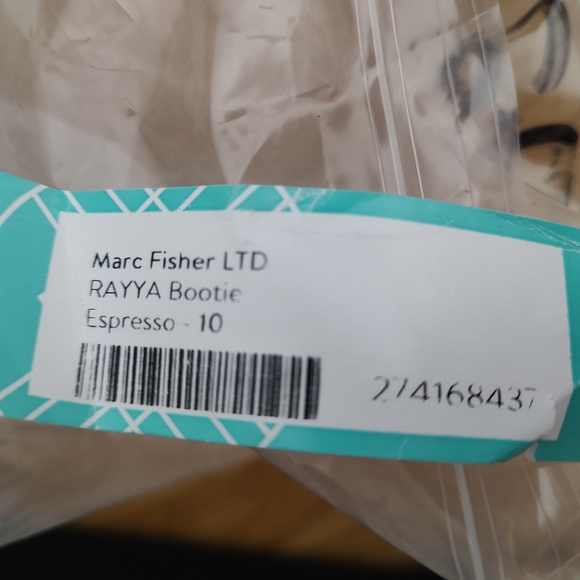 Marc Fisher LTD
RAYYA Bootie
Espresso - 10
274168437